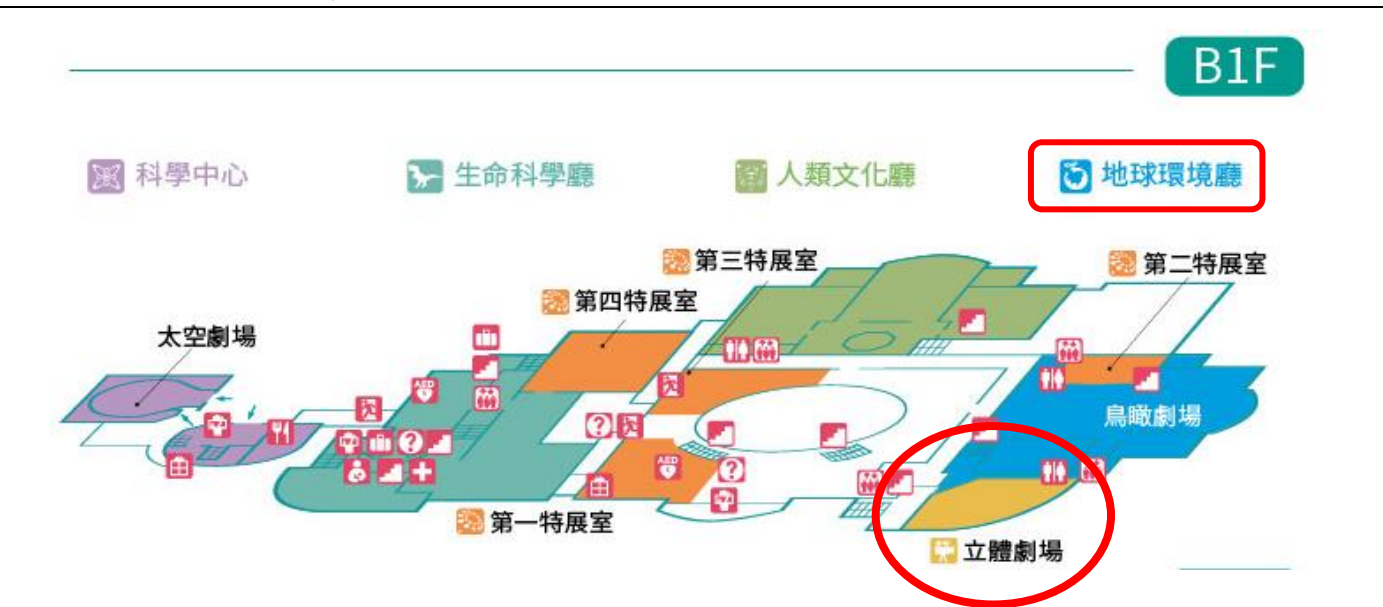 B1F
科學中心
生命科學廳
人類文化廳
地球環境廳
第三特展室
第二特展室
第四特展室
太空劇場
AED
鳥瞰劇場
AED
第一特展室
立體劇場